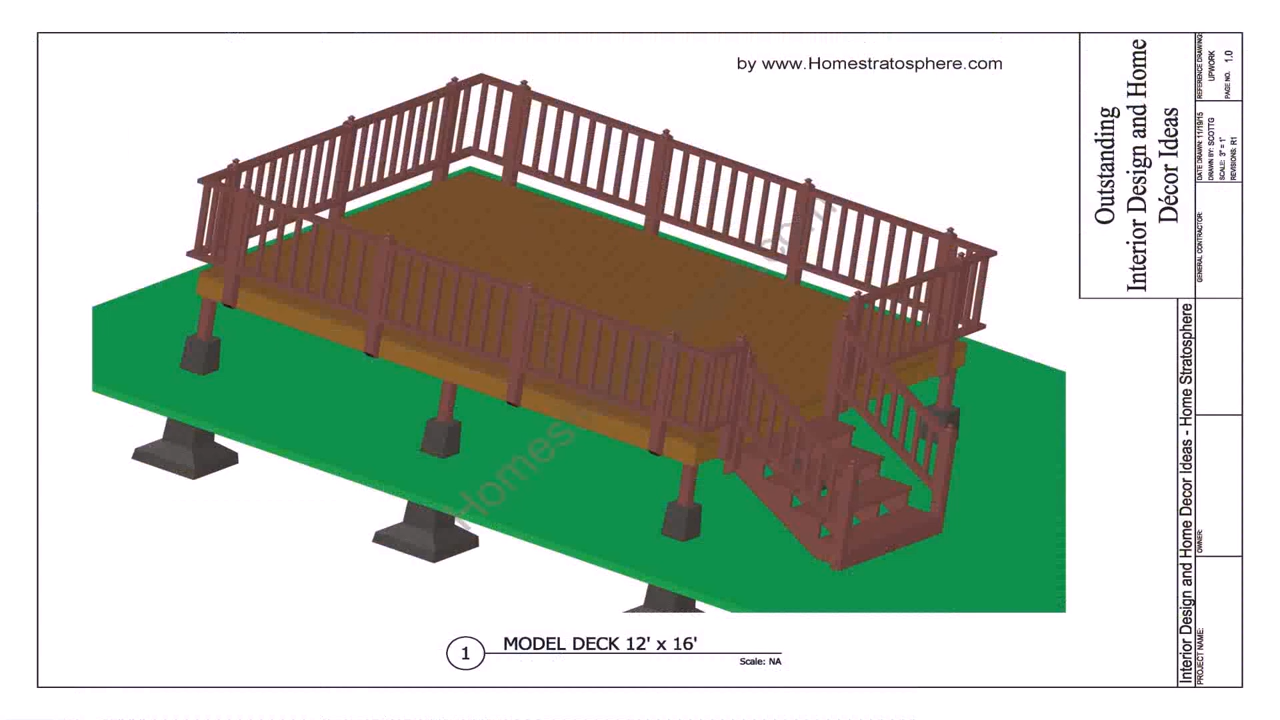 by www.Homestratosphere.com
Outstanding
Interior Design and Home
Décor Ideas
REFERENCE DRAWING:
UPWORK
PAGE NO. 1.0
DATE DRAWN: 11/19/15
DRAWN BY: SCOTTG
SCALE: 3" = 1'
REVISIONS: R1
GENERAL CONTRACTOR:
OWNER:
PROJECT NAME:
Interior Design and Home Decor Ideas - Home Stratosphere
Homes
.com
1
MODEL DECK 12' x 16'
Scale: NA